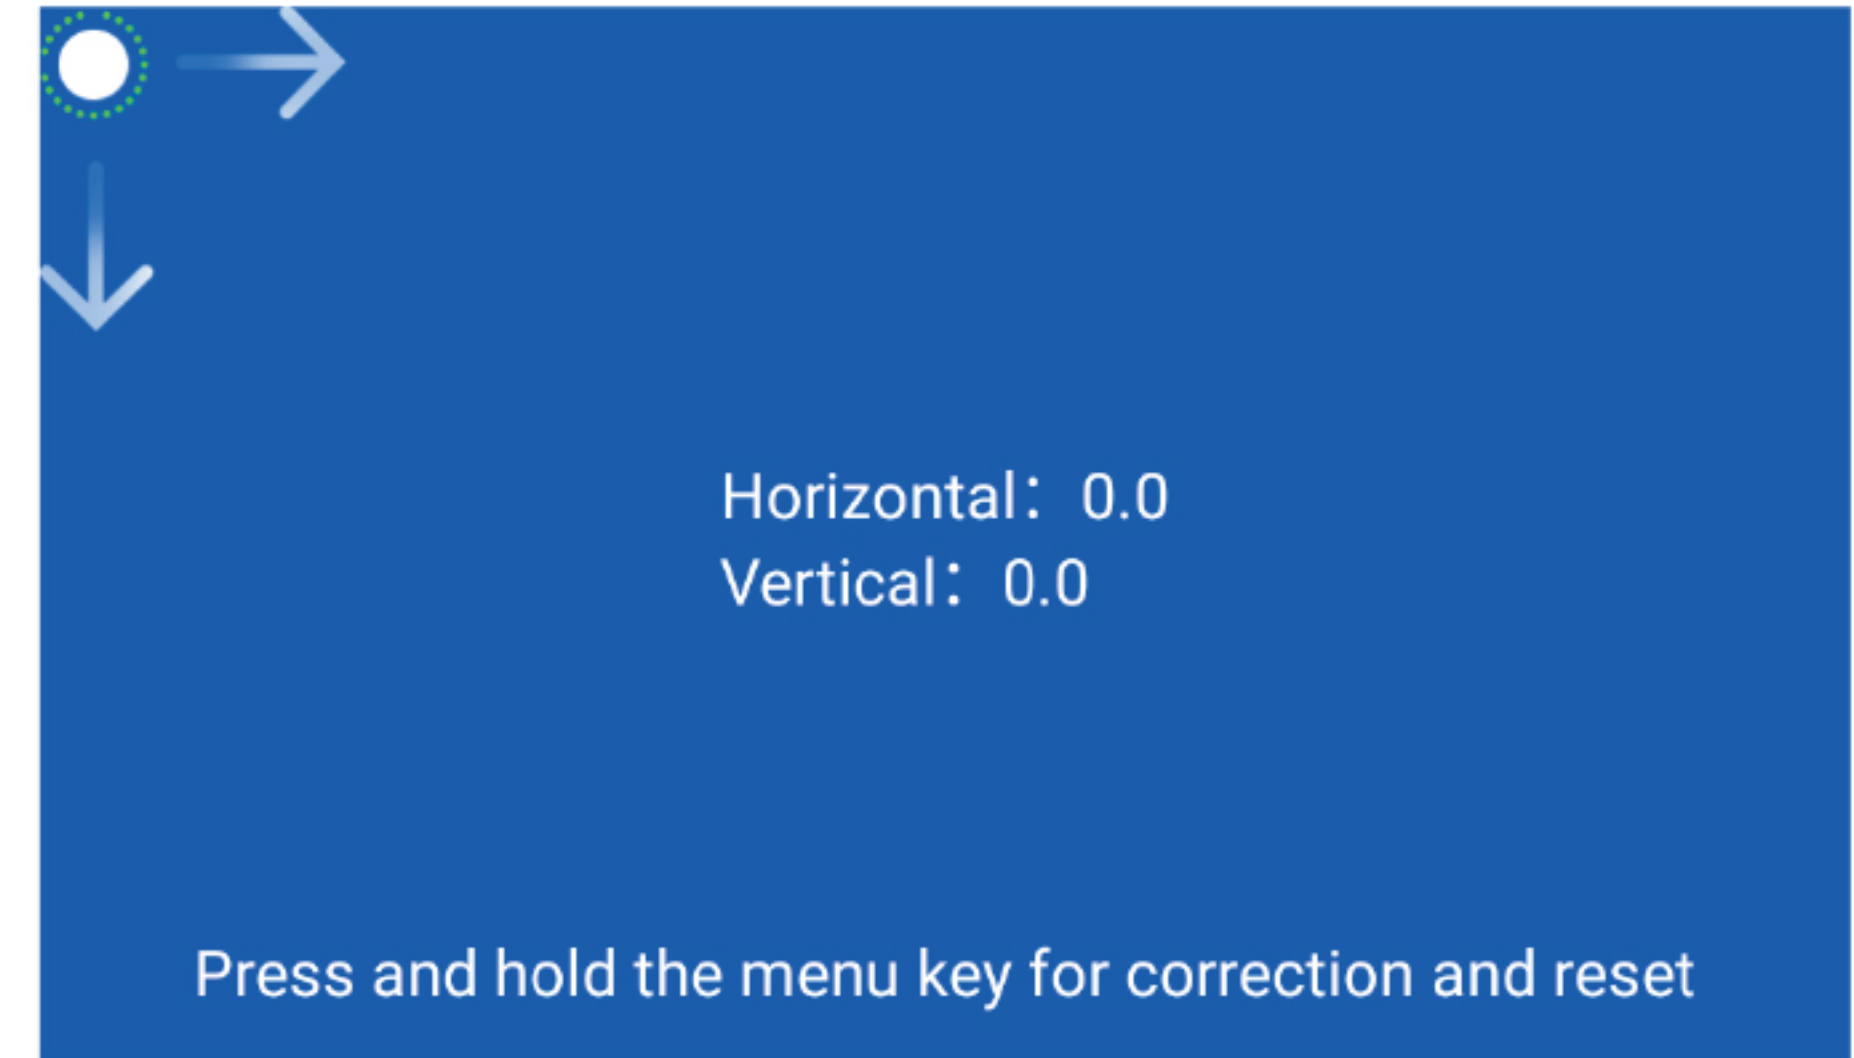 Horizontal：0.0
Vertical：0.0
Press and hold the menu key for correction and reset